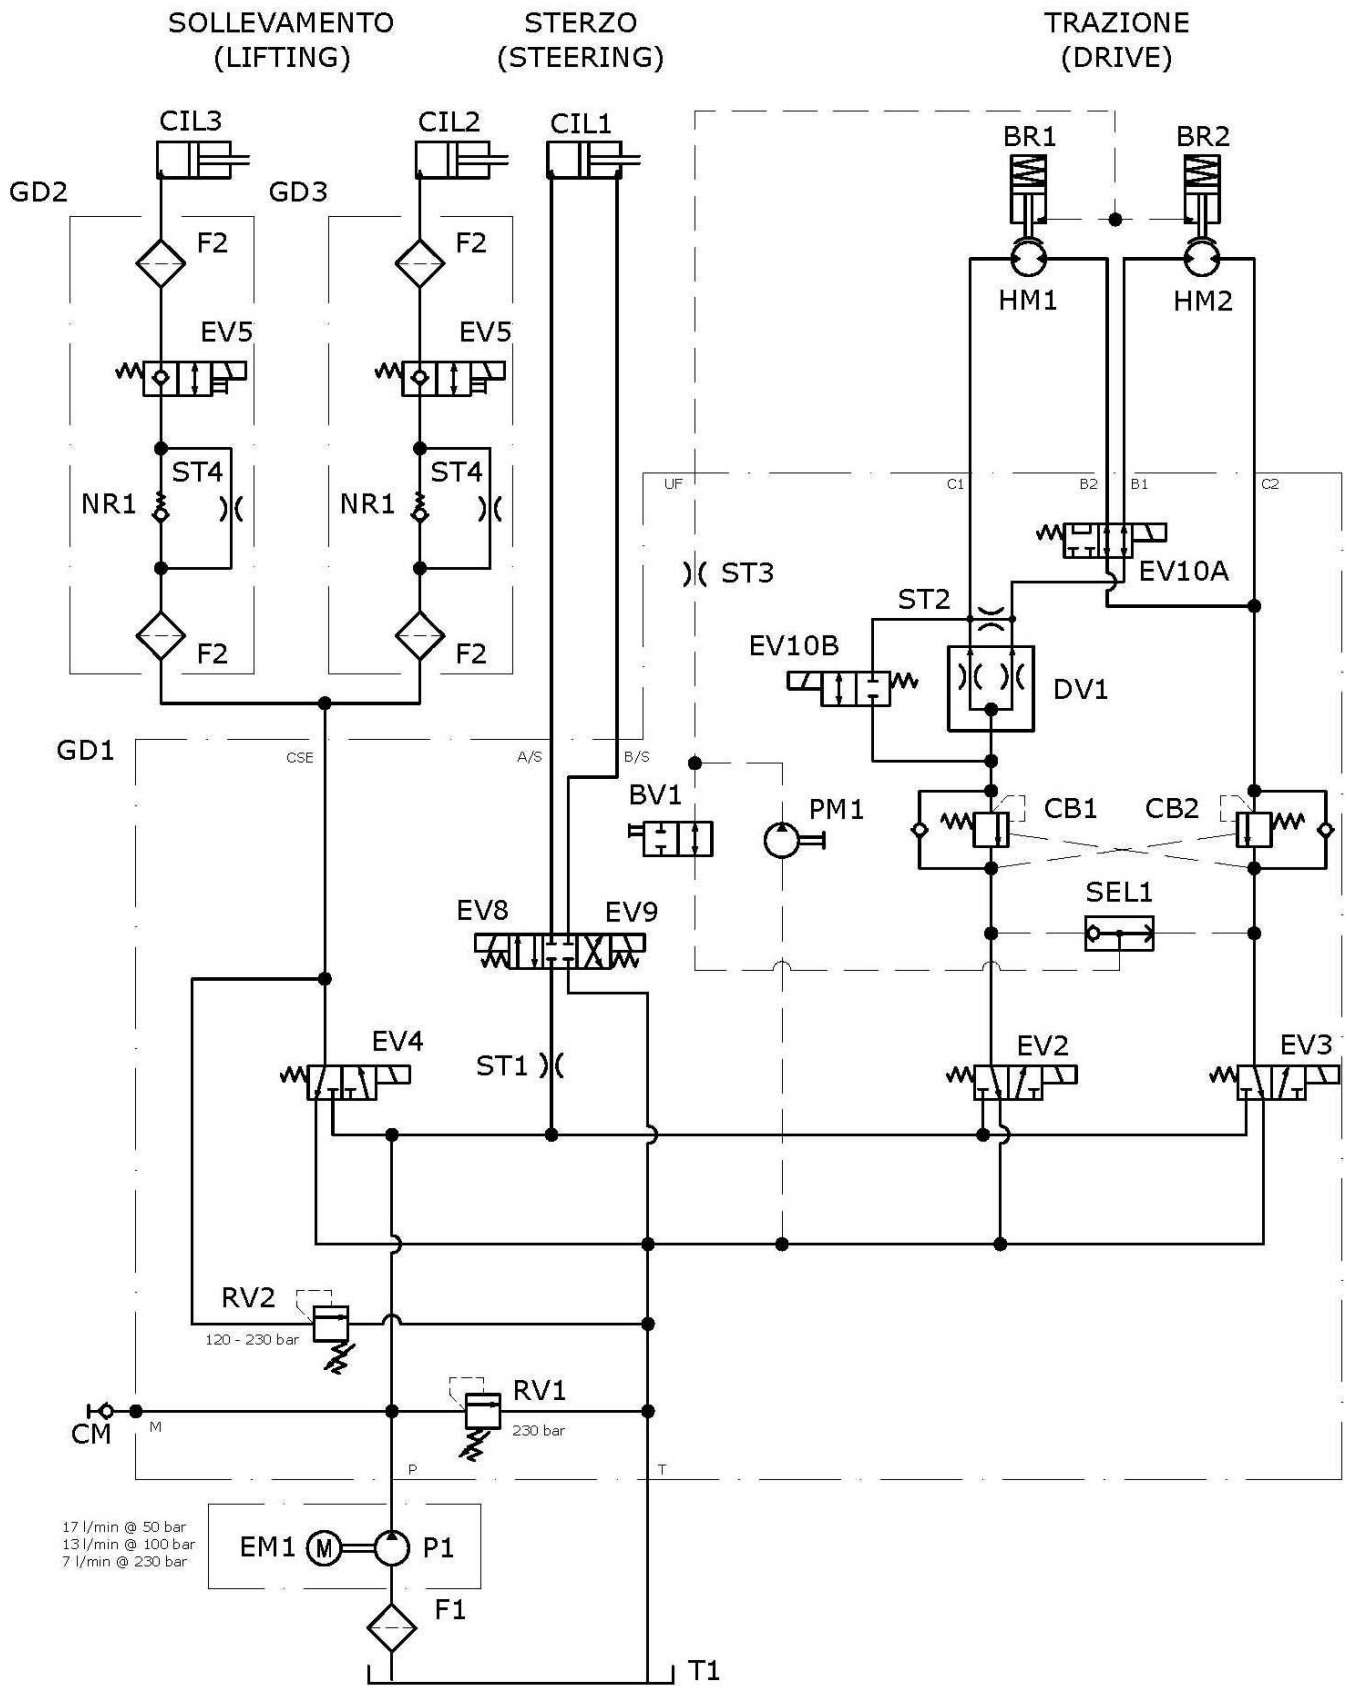 SOLLEVAMENTO
(LIFTING)
STERZO
(STEERING)
TRAZIONE
(DRIVE)
CIL3
CIL2
CIL1
BR1
BR2
GD2
GD3
F2
F2
HM1
HM2
EV5
EV5
ST4
ST4
NR1
NR1
UF
C1
B2
B1
C2
ST3
EV10A
ST2
F2
F2
EV10B
DV1
GD1
CSE
A/S
B/S
BV1
PM1
CB1
CB2
SEL1
EV8
EV9
EV4
ST1
EV2
EV3
RV2
120 - 230 bar
RV1
230 bar
CM
M
P
T
17 l/min @ 50 bar
13 l/min @ 100 bar
7 l/min @ 230 bar
EM1
M
P1
F1
T1